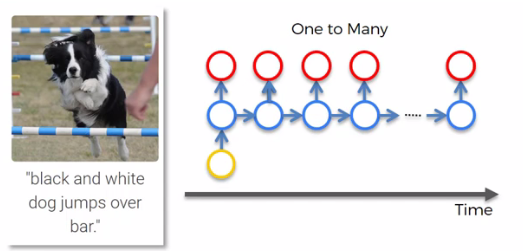 One to Many
"black and white
dog jumps over
bar."
Time